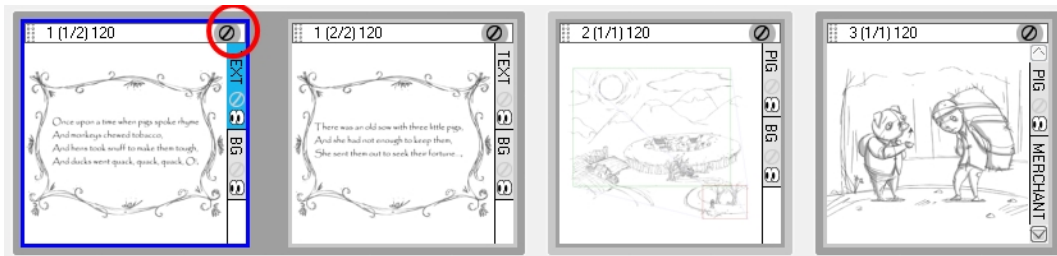 1 (1/2) 120
TEXT
BG
Once upon a time when pigs spoke rhyme
And monkeys chewed tobacco,
And hens took snuff to make them tough,
And ducks went quack, quack, quack, O!,
1 (2/2) 120
TEXT
BG
There was an old sow with three little pigs,
And she had not enough to keep them,
She sent them out to seek their fortune..,
2 (1/1) 120
PIG
BG
3 (1/1) 120
PIG
MERCHANT